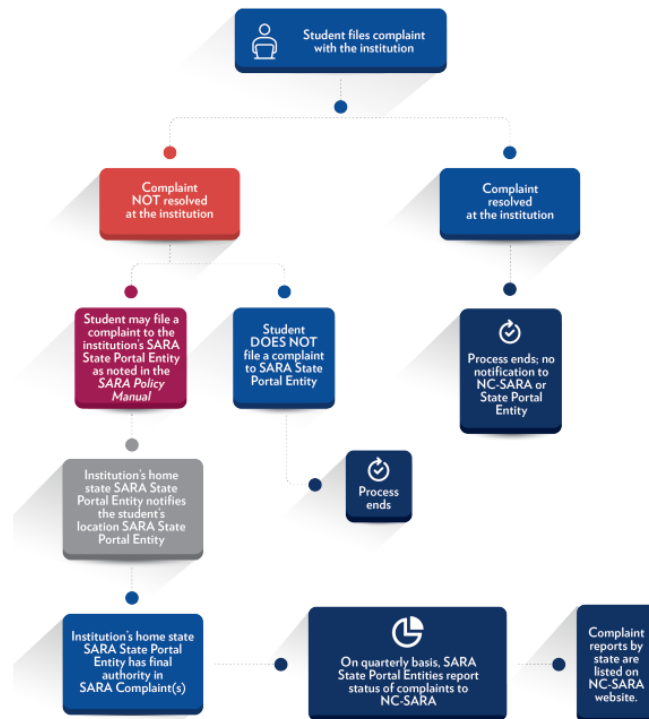 Student files complaint
with the institution
Complaint
NOT resolved
at the institution
Complaint
resolved
at the institution
Student may file a
complaint to the
institution's SARA
State Portal Entity
as noted in the
SARA Policy
Manual
Student
DOES NOT
file a complaint
to SARA State
Portal Entity
Process ends; no
notification to
NC-SARA or
State Portal
Entity
Institution's home
state SARA State
Portal Entity notifies
the student's
location SARA State
Portal Entity
Process
ends
Institution's home state
SARA State Portal
Entity has final
authority in
SARA Complaint(s)
On quarterly basis, SARA
State Portal Entities report
status of complaints to
NC-SARA
Complaint
reports by
state are
listed on
NC-SARA
website.